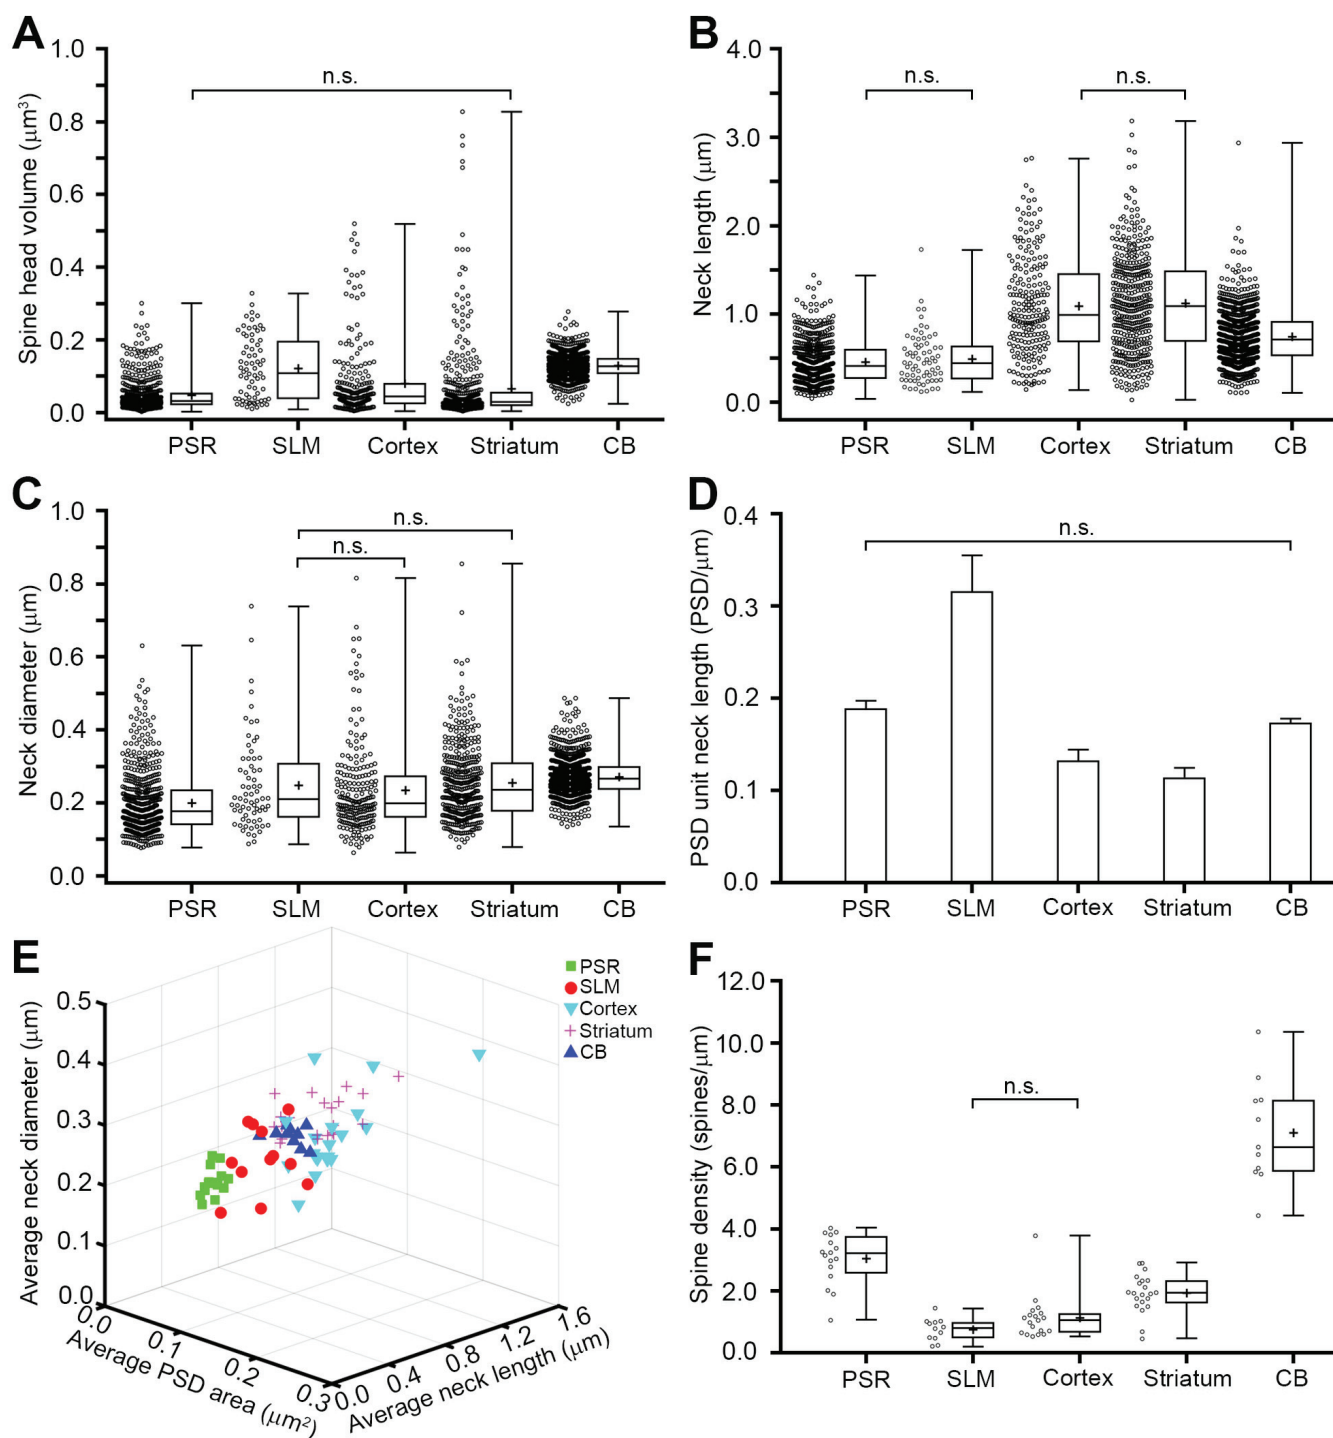 A
Spine head volume (μm³)
1.0
0.8
0.6
0.4
0.2
0.0
n.s.
PSR SLM Cortex Striatum CB
B
Neck length (μm)
4.0
3.0
2.0
1.0
0.0
n.s. n.s.
PSR SLM Cortex Striatum CB
C
Neck diameter (μm)
1.0
0.8
0.6
0.4
0.2
0.0
n.s.
n.s.
PSR SLM Cortex Striatum CB
D
PSD unit neck length (PSD/μm)
0.4
0.3
0.2
0.1
0.0
n.s.
PSR SLM Cortex Striatum CB
E
Average neck diameter (μm)
0.5
0.4
0.3
0.2
0.1
0.0
0.0 0.1 0.2 0.3
Average PSD area (μm²)
0.0 0.4 0.8 1.2 1.6
Average neck length (μm)
PSR
SLM
Cortex
Striatum
CB
F
Spine density (spines/μm)
12.0
10.0
8.0
6.0
4.0
2.0
0.0
n.s.
PSR SLM Cortex Striatum CB